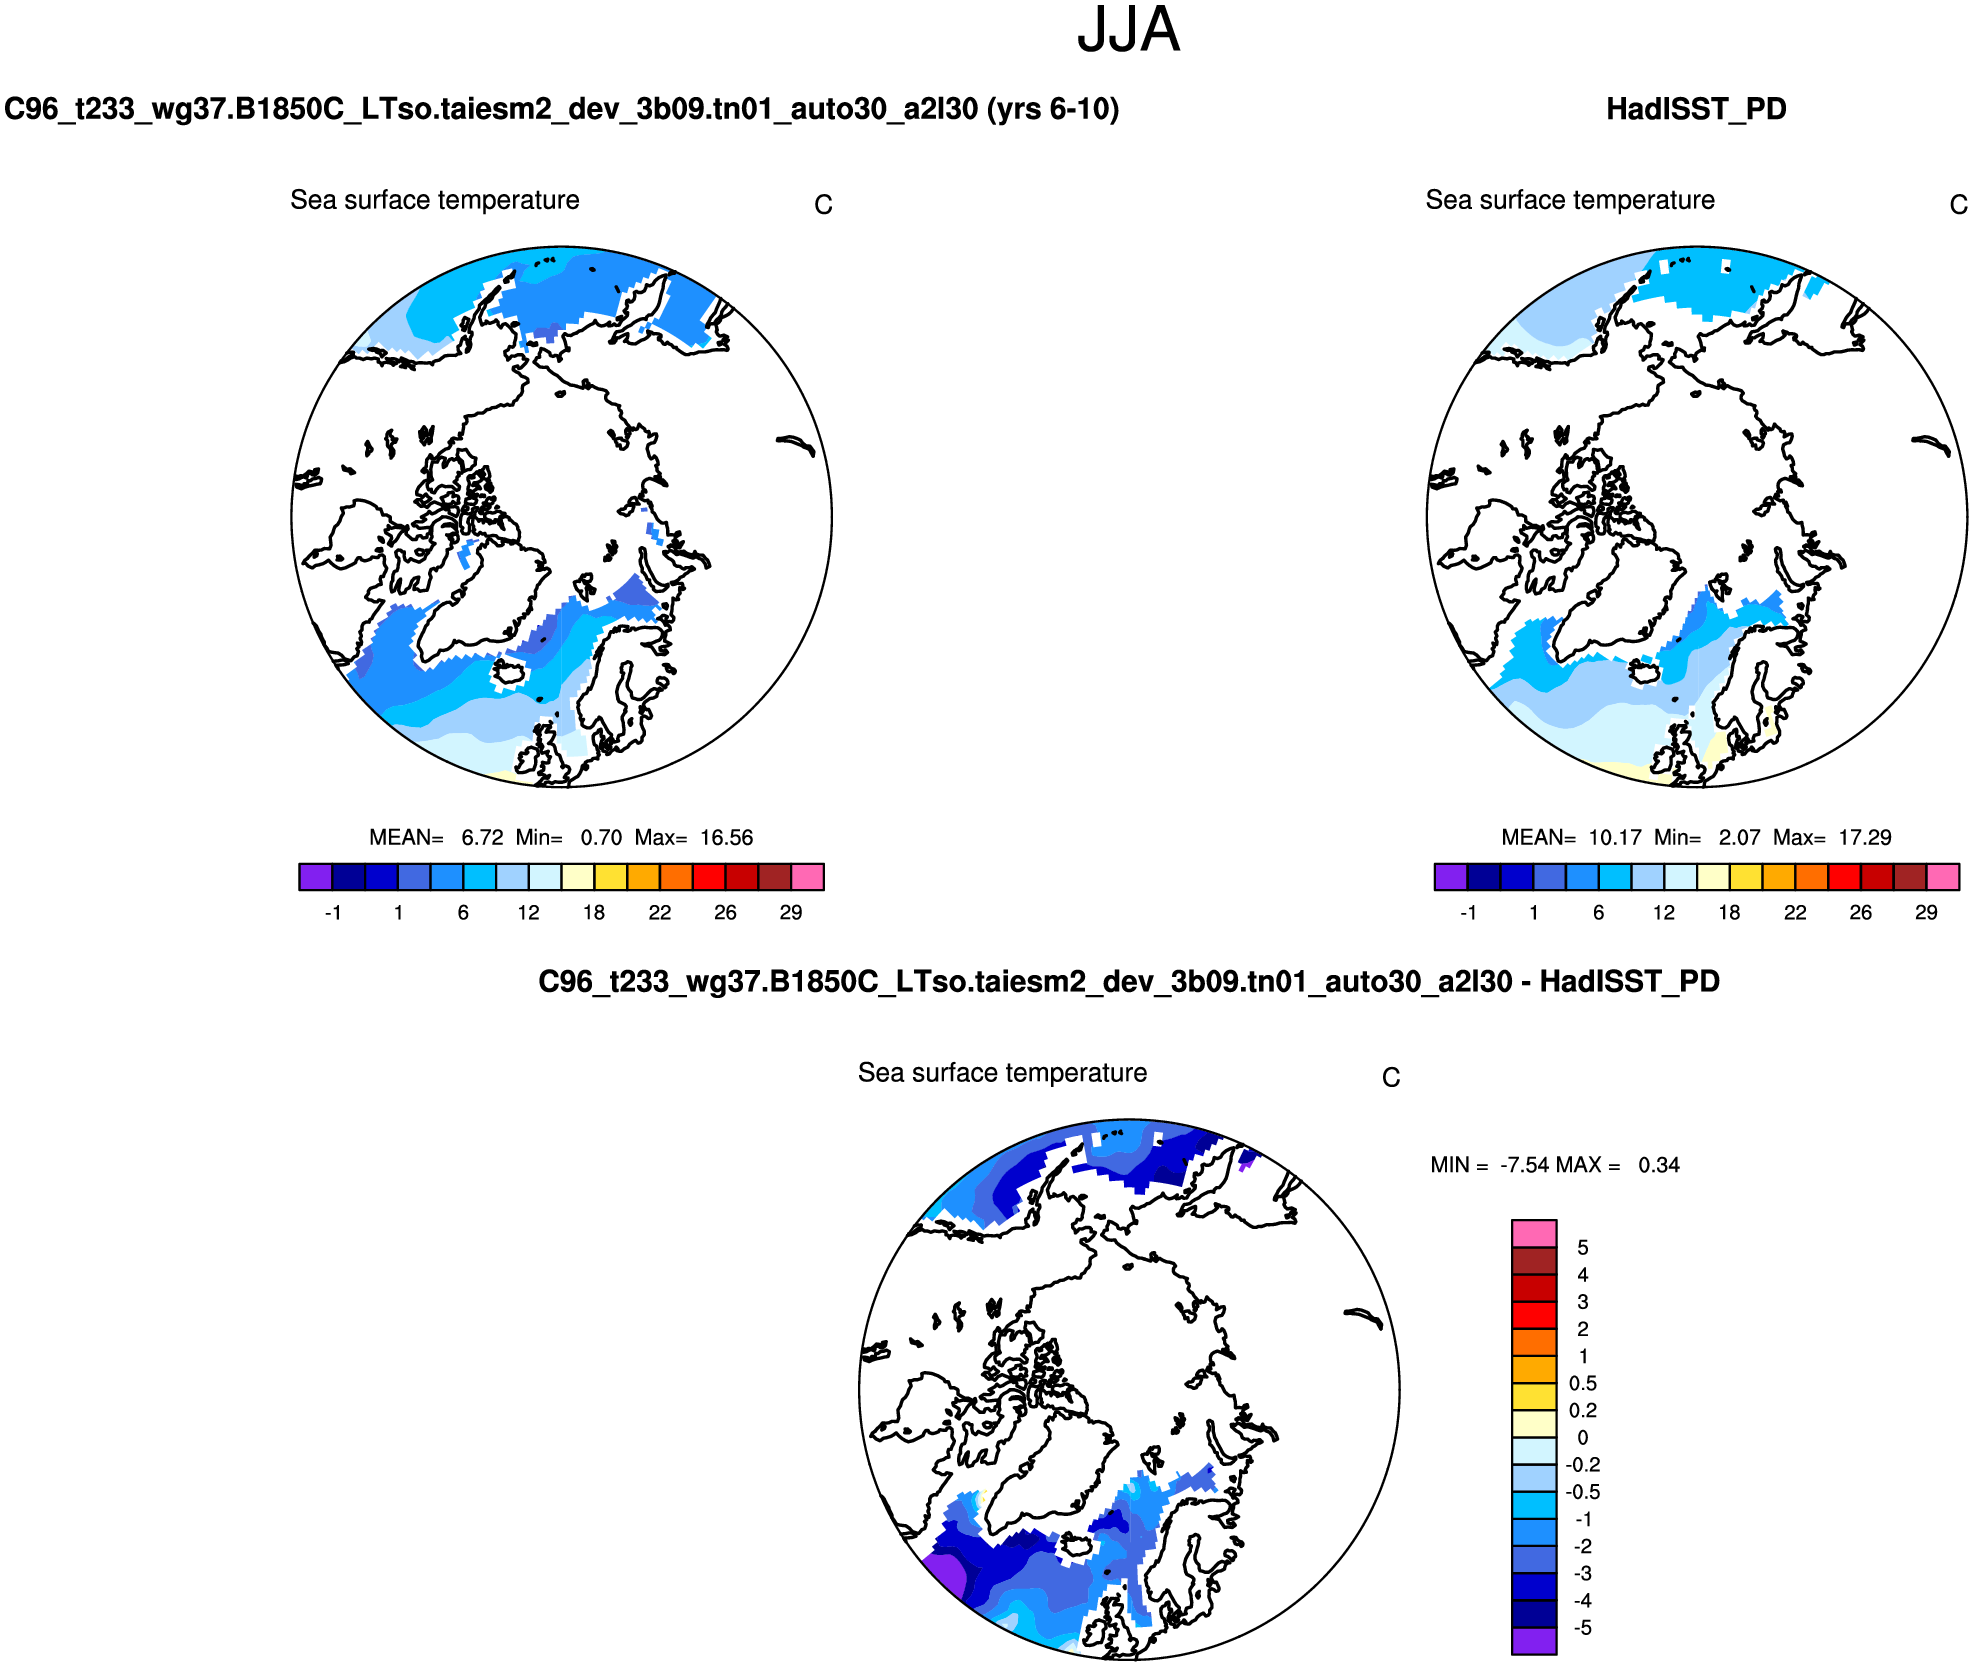 JJA
C96_t233_wg37.B1850C_LTso.taiesm2_dev_3b09.tn01_auto30_a2l30 (yrs 6-10)
HadISST_PD
Sea surface temperature C
Sea surface temperature C
MEAN= 6.72 Min= 0.70 Max= 16.56
MEAN= 10.17 Min= 2.07 Max= 17.29
-1 1 6 12 18 22 26 29
-1 1 6 12 18 22 26 29
C96_t233_wg37.B1850C_LTso.taiesm2_dev_3b09.tn01_auto30_a2l30 - HadISST_PD
Sea surface temperature C
MIN = -7.54 MAX = 0.34
5
4
3
2
1
0.5
0.2
0
-0.2
-0.5
-1
-2
-3
-4
-5